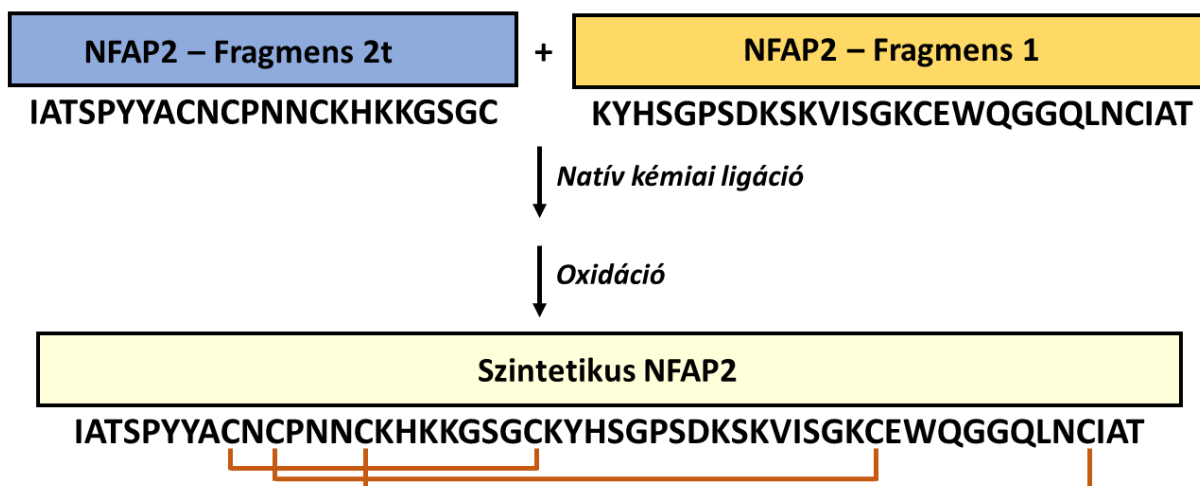 NFAP2 – Fragmens 2t + NFAP2 – Fragmens 1
IATSPYYACNCPNNCKHKKGSGC KYHSGPSDKSKVISGKCEWQGGQLNCIAT
Natív kémiai ligáció
Oxidáció
Szintetikus NFAP2
IATSPYYACNCPNNCKHKKGSGCKYHSGPSDKSKVISGKCEWQGGQLNCIAT